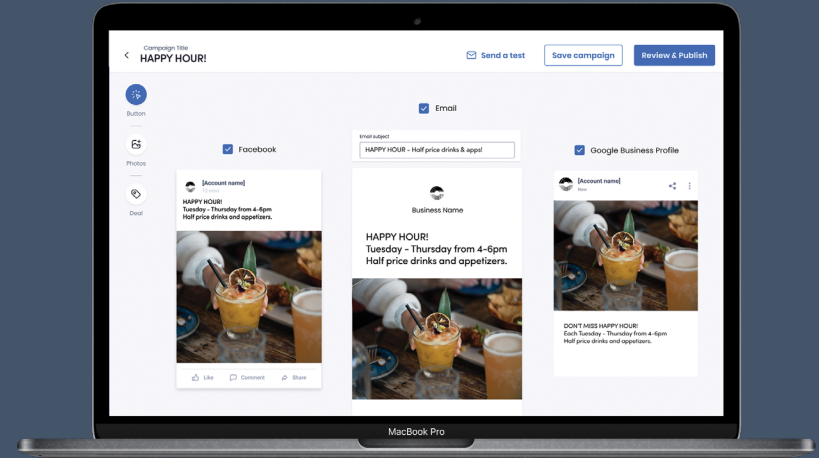 Campaign Title
HAPPY HOUR!
Send a test
Save campaign
Review & Publish
Button
Photos
Deal
Facebook
[Account name]
HAPPY HOUR!
Tuesday - Thursday from 4-6pm
Half price drinks and appetizers.
Like
Comment
Share
Email
Email subject
HAPPY HOUR - Half price drinks & apps!
Business Name
HAPPY HOUR!
Tuesday - Thursday from 4-6pm
Half price drinks and appetizers.
Google Business Profile
[Account name]
New
DON'T MISS HAPPY HOUR!
Each Tuesday - Thursday from 4-6pm
Half price drinks and appetizers.
MacBook Pro